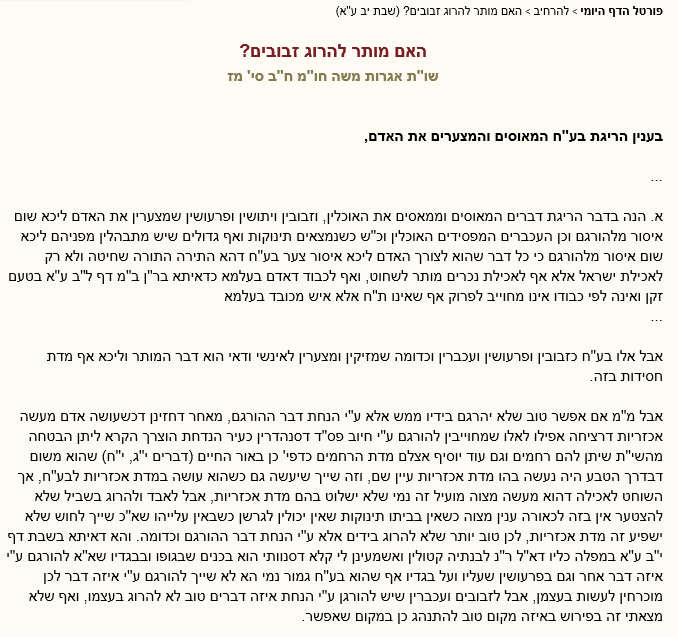 פורטל הדף היומי > להרחיב > האם מותר להרוג זבובים? (שבת יב ע"א)
האם מותר להרוג זבובים?
שו"ת אגרות משה חו"מ ח"ב סי' מז
בענין הריגת בע"ח המאוסים והמצערים את האדם,
...
א. הנה בדבר הריגת דברים המאוסים וממאסים את האוכלין, וזבובין ויתושין ופרעושין שמצערין את האדם ליכא שום
איסור מלהורגם וכן העכברים המפסידים האוכלין וכ"ש כשנמצאים תינוקות ואף גדולים שיש מתבהלין מפניהם ליכא
שום איסור מלהורגם כי כל דבר שהוא לצורך האדם ליכא איסור צער בע"ח דהא התירה התורה שחיטה ולא רק
לאכילת ישראל אלא אף לאכילת נכרים מותר לשחוט, ואף לכבוד דאדם בעלמא כדאיתא בר"ן ב"מ דף ל"ב ע"א בטעם
זקן ואינה לפי כבודו אינו מחוייב לפרוק אף שאינו ת"ח אלא איש מכובד בעלמא
...
אבל אלו בע"ח כזבובין ופרעושין ועכברין וכדומה שמזיקין ומצערין לאינשי ודאי הוא דבר המותר וליכא אף מדת
חסידות בזה.
אבל מ"מ אם אפשר טוב שלא יהרגם בידיו ממש אלא ע"י הנחת דבר ההורגם, מאחר דחזינן דכשעושה אדם מעשה
אכזריות דרציחה אפילו לאלו שמחוייבין להורגם ע"י חיוב פס"ד דסנהדרין כעיר הנדחת הוצרך הקרא ליתן הבטחה
מהשי"ת שיתן להם רחמים וגם עוד יוסיף אצלם מדת הרחמים כדפי' כן באור החיים (דברים י"ג, י"ח) שהוא משום
דבדרך הטבע היה נעשה בהו מדת אכזריות עיין שם, וזה שייך שיעשה גם כשהוא עושה במדת אכזריות לבע"ח, אך
השוחט לאכילה דהוא מעשה מצוה מועיל זה נמי שלא ישלוט בהם מדת אכזריות, אבל לאבד ולהרוג בשביל שלא
להצטער אין בזה לכאורה ענין מצוה כשאין בביתו תינוקות שאין יכולין לגרשן כשבאין עלייהו שא"כ שייך לחוש שלא
ישפיע זה מדת אכזריות, לכן טוב יותר שלא להרוג בידים אלא ע"י הנחת דבר ההורגם וכדומה. והא דאיתא בשבת דף
י"ב ע"א במפלה כליו דא"ל ר"נ לבנתיה קטולין ואשמעינן לי קלא דסנוותי הוא בכנים שבגופו ובבגדיו שא"א להורגם ע"י
איזה דבר אחר וגם בפרעושין שעליו ועל בגדיו אף שהוא בע"ח גמור נמי הא לא שייך להורגם ע"י איזה דבר לכן
מוכרחין לעשות בעצמן, אבל לזבובים ועכברין שיש להורגן ע"י הנחת איזה דברים טוב לא להרוג בעצמו, ואף שלא
מצאתי זה בפירוש באיזה מקום טוב להתנהג כן במקום שאפשר.